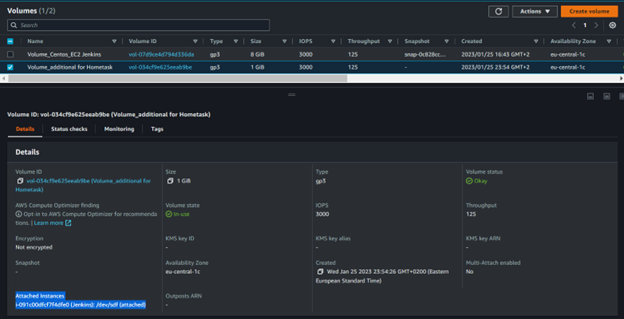 Volumes (1/2)
Actions
Create volume
Search
1
Name Volume ID Type Size IOPS Throughput Snapshot Created Availability Zone
Volume_Centos_EC2 Jenkins vol-07d9ce4d794d336de gp3 8 GiB 3000 125 snap-0c828cc... 2023/01/25 16:43 GMT+2 eu-central-1c
Volume_additional for Hometask vol-034cf9e625eeab9be gp3 1 GiB 3000 125 - 2023/01/25 23:54 GMT+2 eu-central-1c
Volume ID: vol-034cf9e625eeab9be (Volume_additional for Hometask)
Details Status checks Monitoring Tags
Details
Volume ID Size Type Volume status
vol-034cf9e625eeab9be (Volume_additional for 1 GiB gp3 Okay
Hometask)
AWS Compute Optimizer finding Volume state IOPS Throughput
Opt-in to AWS Compute Optimizer for recommenda In use 3000 125
tions. | Learn more
Encryption KMS key ID KMS key alias KMS key ARN
Not encrypted - - -
Snapshot Availability Zone Created Multi-Attach enabled
- eu-central-1c Wed Jan 25 2023 23:54:26 GMT+0200 (Eastern No
European Standard Time)
Attached Instances Outposts ARN
i-091c00dfcf7f4dfe0 (Jenkins): /dev/sdf (attached) -